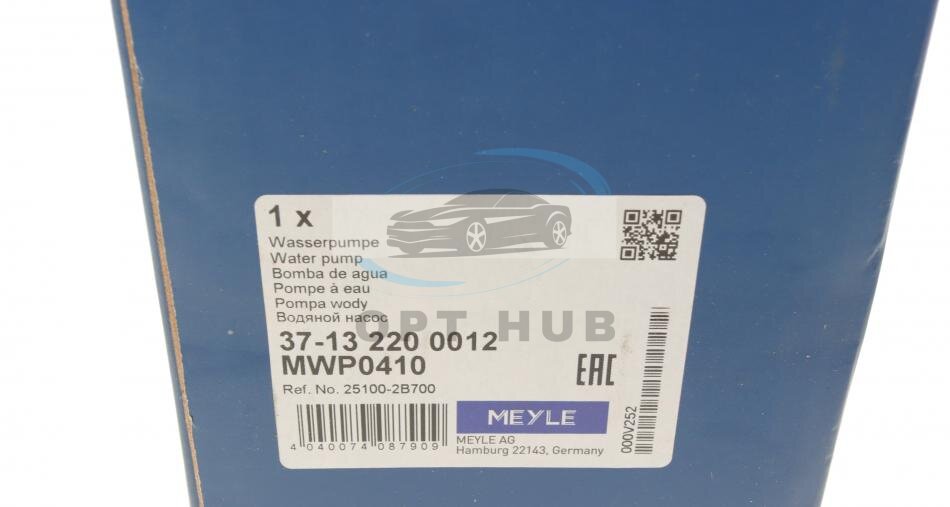 1 x
Wasserpumpe
Water pump
Bomba de agua
Pompe à eau
Pompa wody
Водяной насос
OPT HUB
37-13 220 0012
MWP0410
EAC
Ref. No. 25100-2B700
MEYLE
4 040074 087909
MEYLE AG
Hamburg 22143, Germany
000V252